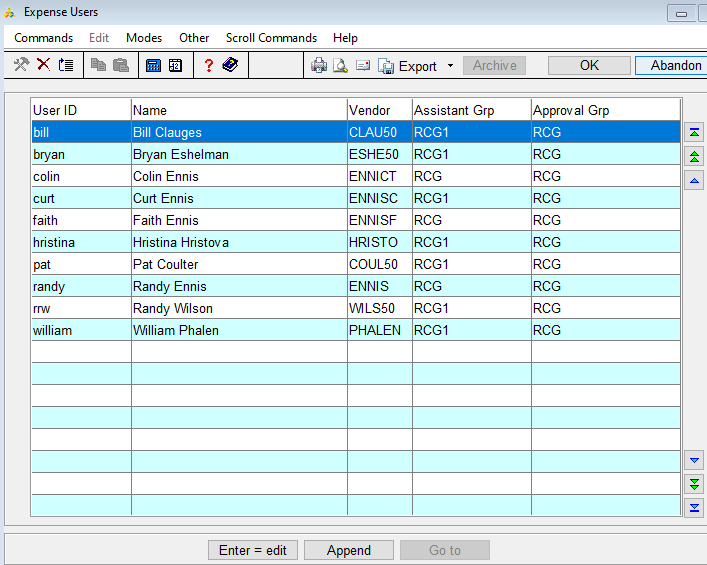 Expense Users
Commands Edit Modes Other Scroll Commands Help
Export Archive OK Abandon
User ID Name Vendor Assistant Grp Approval Grp
bill Bill Clauges CLAU50 RCG1 RCG
bryan Bryan Eshelman ESHE50 RCG1 RCG
colin Colin Ennis ENNICT RCG RCG
curt Curt Ennis ENNISC RCG1 RCG
faith Faith Ennis ENNISF RCG RCG
hristina Hristina Hristova HRISTO RCG1 RCG
pat Pat Coulter COUL50 RCG1 RCG
randy Randy Ennis ENNIS RCG RCG
rrw Randy Wilson WILS50 RCG1 RCG
william William Phalen PHALEN RCG1 RCG
Enter = edit Append Go to